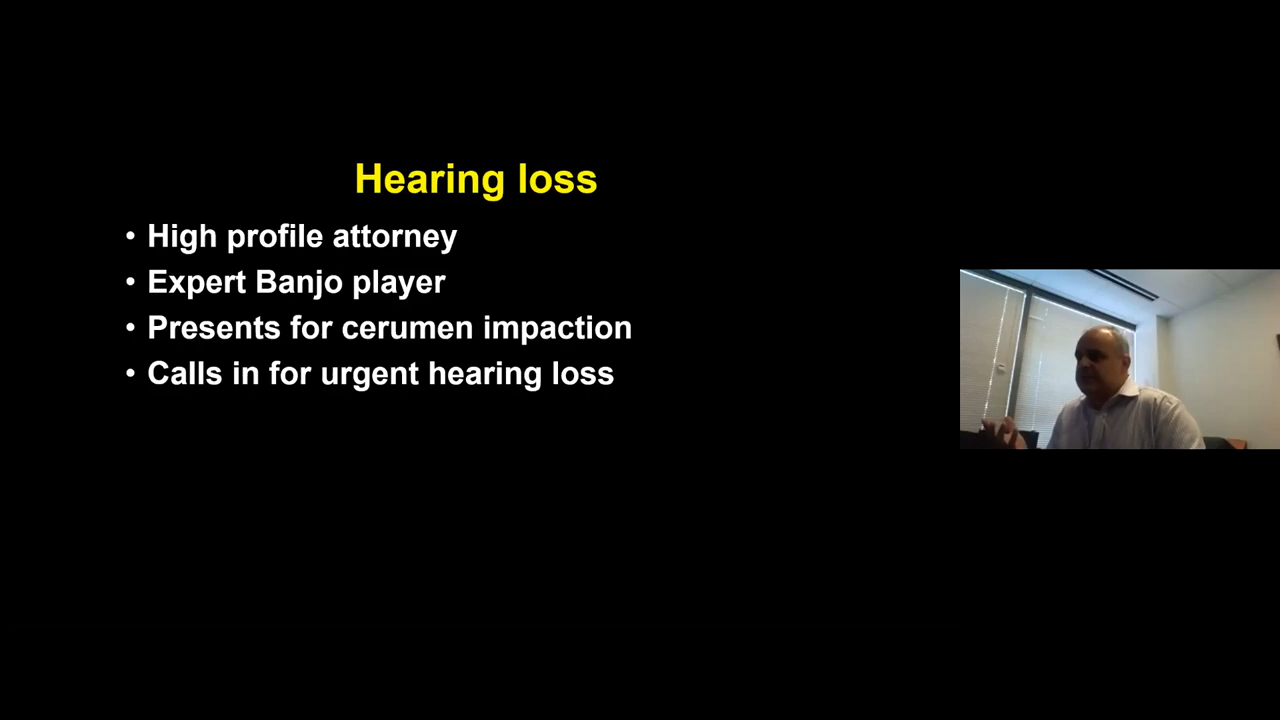 Hearing loss
• High profile attorney
• Expert Banjo player
• Presents for cerumen impaction
• Calls in for urgent hearing loss